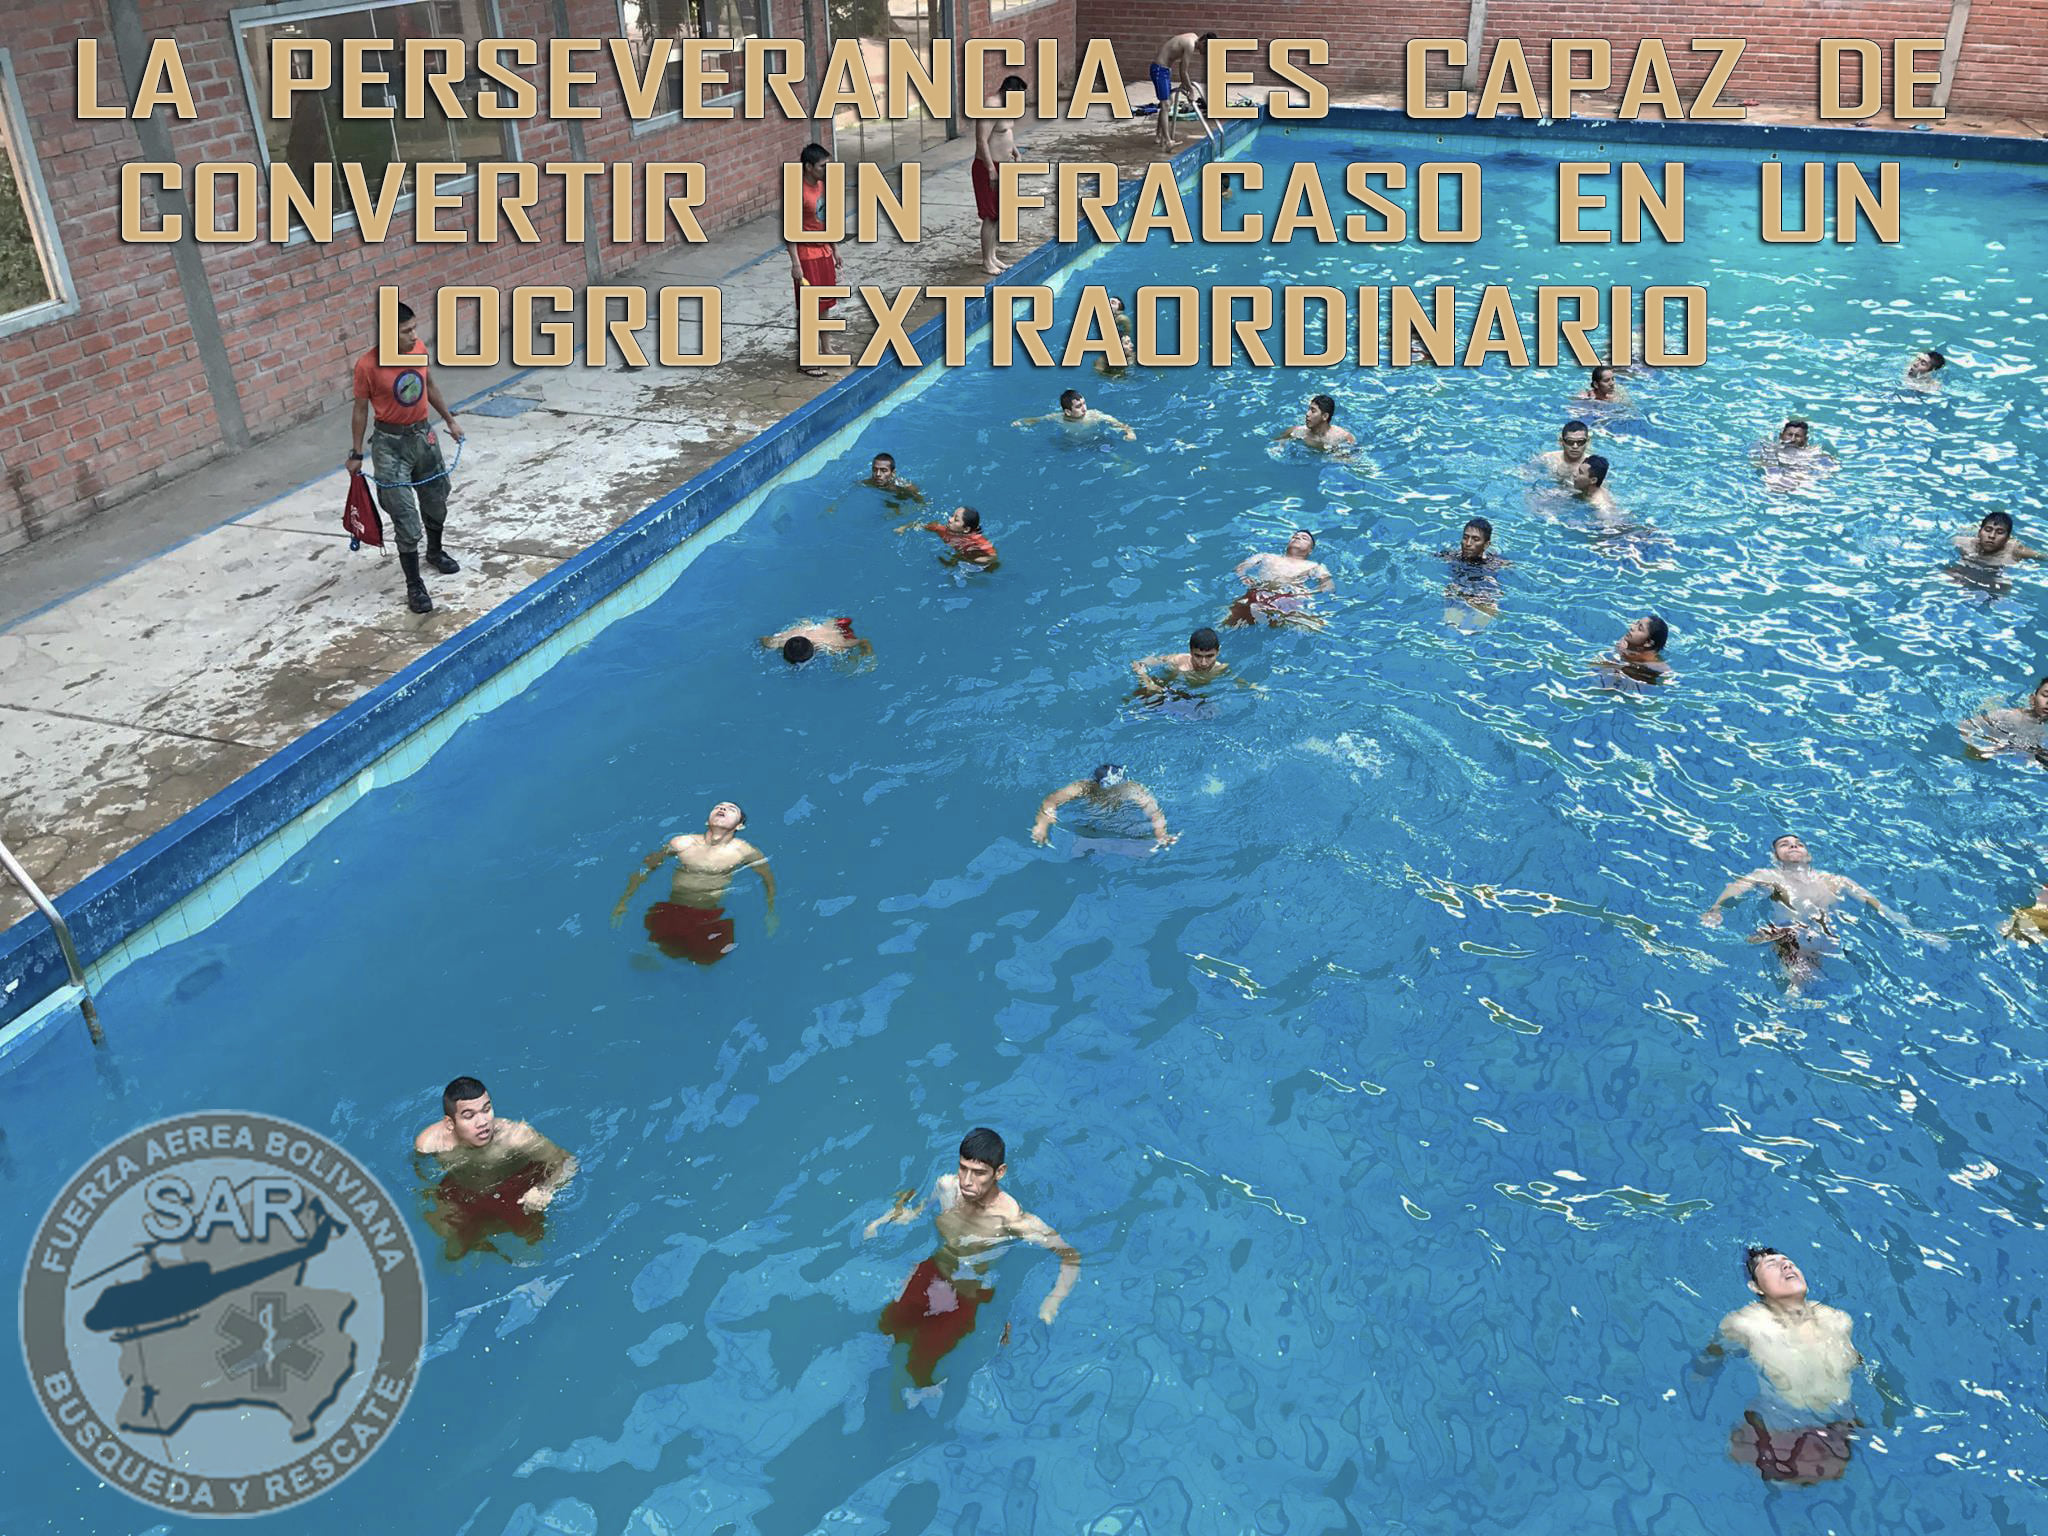 LA PERSEVERANCIA ES CAPAZ DE
CONVERTIR UN FRACASO EN UN
LOGRO EXTRAORDINARIO
FUERZA AEREA BOLIVIANA
SAR
BUSQUEDA Y RESCATE